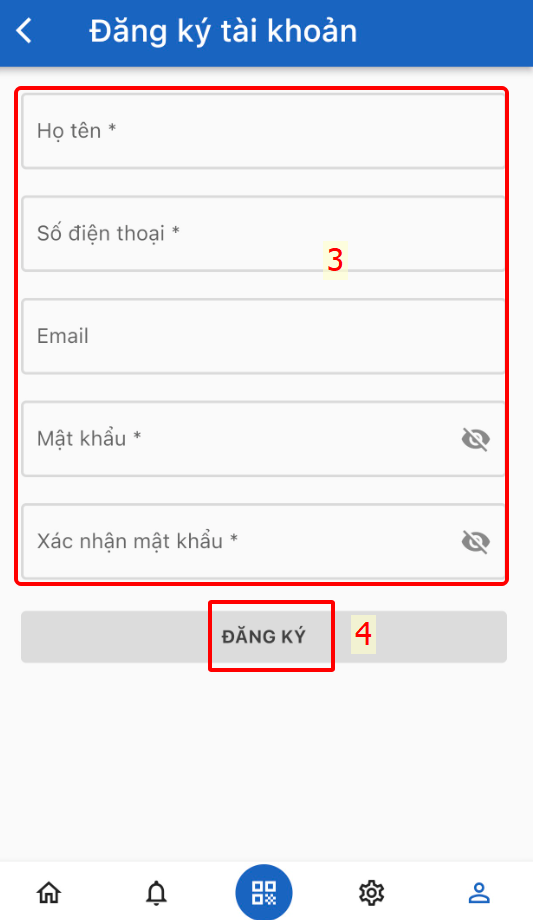 Đăng ký tài khoản
Họ tên *
Số điện thoại *
3
Email
Mật khẩu *
Xác nhận mật khẩu *
ĐĂNG KÝ
4